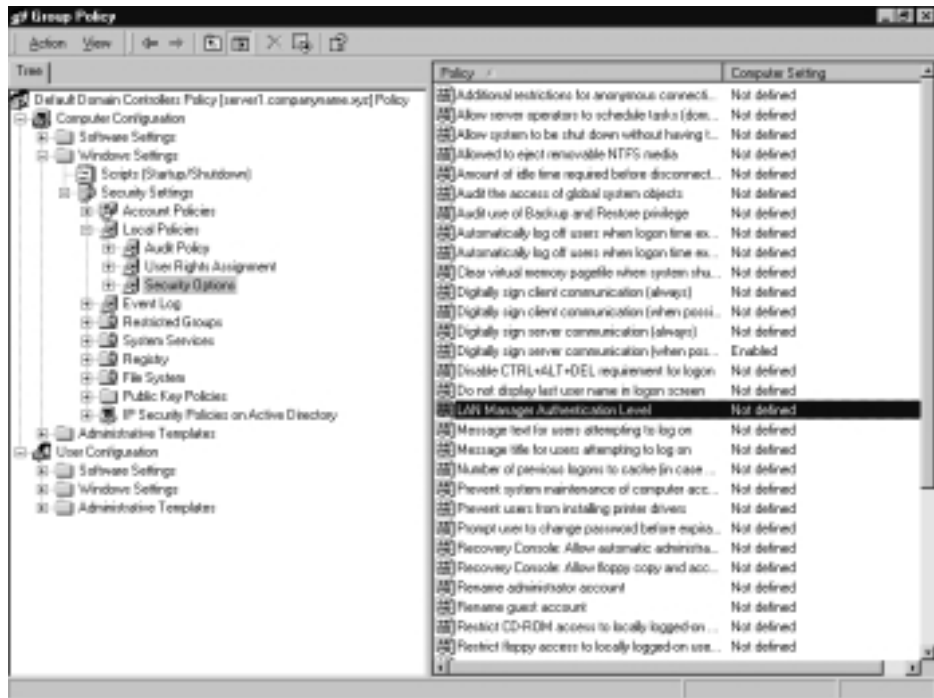 Group Policy
Action View
Tree
Default Domain Controllers Policy [server1.companyname.xyz] Policy
Computer Configuration
Software Settings
Windows Settings
Scripts (Startup/Shutdown)
Security Settings
Account Policies
Local Policies
Audit Policy
User Rights Assignment
Security Options
Event Log
Restricted Groups
System Services
Registry
File System
Public Key Policies
IP Security Policies on Active Directory
Administrative Templates
User Configuration
Software Settings
Windows Settings
Administrative Templates
Policy Computer Setting
Additional restrictions for anonymous connecti... Not defined
Allow server operators to schedule tasks (dom... Not defined
Allow system to be shut down without having t... Not defined
Allowed to eject removable NTFS media Not defined
Amount of idle time required before disconnect... Not defined
Audit the access of global system objects Not defined
Audit use of Backup and Restore privilege Not defined
Automatically log off users when logon time ex... Not defined
Automatically log off users when logon time ex... Not defined
Clear virtual memory pagefile when system shu... Not defined
Digitally sign client communication (always) Not defined
Digitally sign client communication (when possi... Not defined
Digitally sign server communication (always) Not defined
Digitally sign server communication (when pos... Enabled
Disable CTRL+ALT+DEL requirement for logon Not defined
Do not display last user name in logon screen Not defined
LAN Manager Authentication Level Not defined
Message text for users attempting to log on Not defined
Message title for users attempting to log on Not defined
Number of previous logons to cache (in case ... Not defined
Prevent system maintenance of computer acc... Not defined
Prevent users from installing printer drivers Not defined
Prompt user to change password before expira... Not defined
Recovery Console: Allow automatic administra... Not defined
Recovery Console: Allow floppy copy and acc... Not defined
Rename administrator account Not defined
Rename guest account Not defined
Restrict CD-ROM access to locally logged-on ... Not defined
Restrict floppy access to locally logged-on use... Not defined